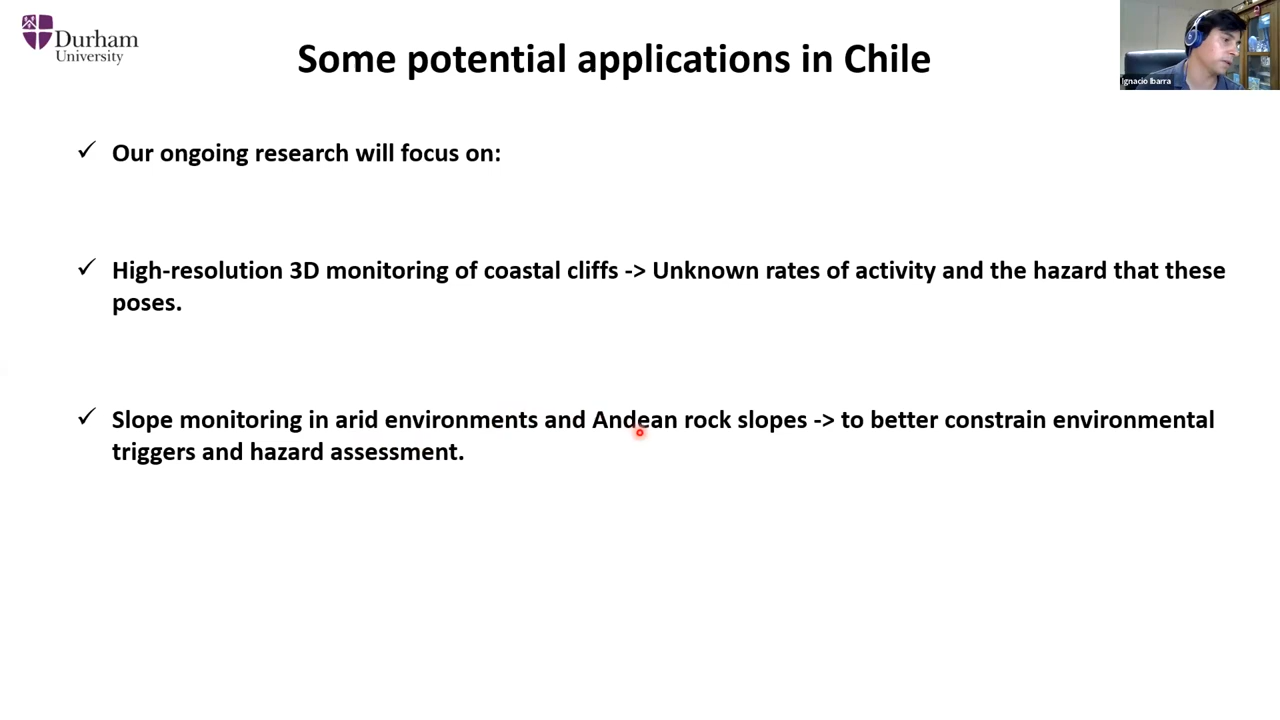 Durham
University
Some potential applications in Chile
Ignacio Ibarra
✓ Our ongoing research will focus on:
✓ High-resolution 3D monitoring of coastal cliffs -> Unknown rates of activity and the hazard that these
poses.
✓ Slope monitoring in arid environments and Andean rock slopes -> to better constrain environmental
triggers and hazard assessment.